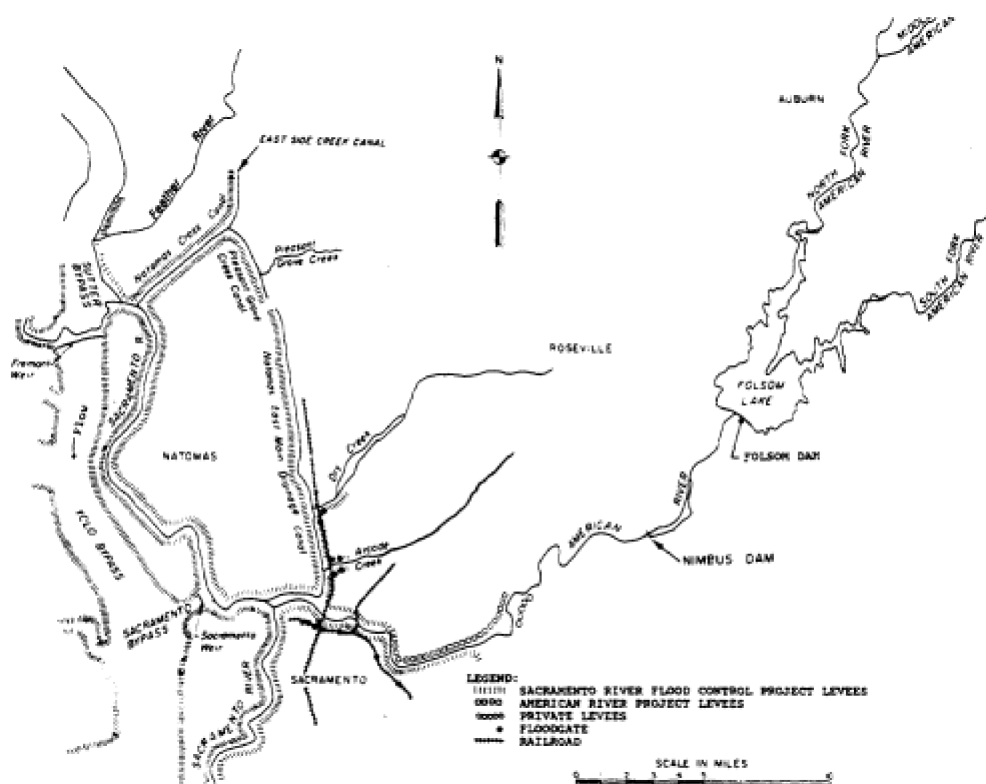 MIDDLE
AMERICAN
N
AUBURN
Feather River
EAST SIDE CREEK CANAL
NORTH FORK
AMERICAN RIVER
Natomas Cross Canal
Pleasant
Grove Creek
Pleasant Grove
Creek Canal
SUTTER
BYPASS
SOUTH FORK
AMERICAN RIVER
Fremont
Weir
SACRAMENTO R.
ROSEVILLE
Natomas East Main Drainage Canal
FOLSOM
LAKE
Flow
NATOMAS
Dry Creek
FOLSOM DAM
AMERICAN RIVER
YOLO BYPASS
Arcade
Creek
NIMBUS DAM
SACRAMENTO
BYPASS
Sacramento
Weir
SACRAMENTO
SACRAMENTO RIVER
LEGEND:
SACRAMENTO RIVER FLOOD CONTROL PROJECT LEVEES
AMERICAN RIVER PROJECT LEVEES
PRIVATE LEVEES
FLOODGATE
RAILROAD
SCALE IN MILES